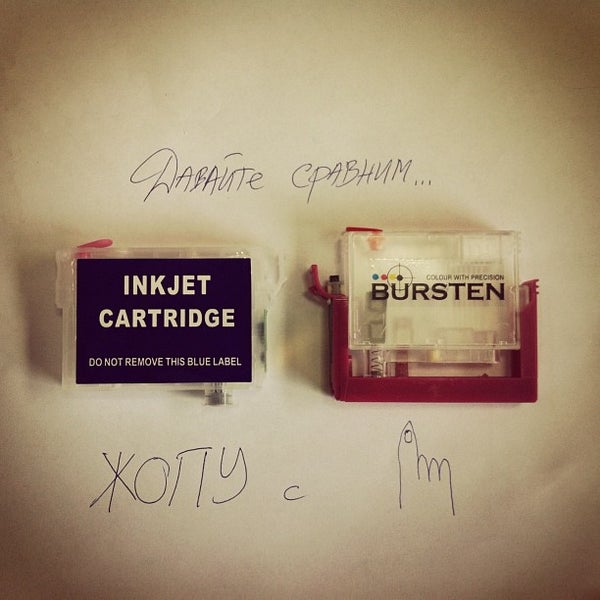 Давайте сравним...
INKJET
CARTRIDGE
DO NOT REMOVE THIS BLUE LABEL
COLOUR WITH PRECISION
BURSTEN
ЖОПУ с